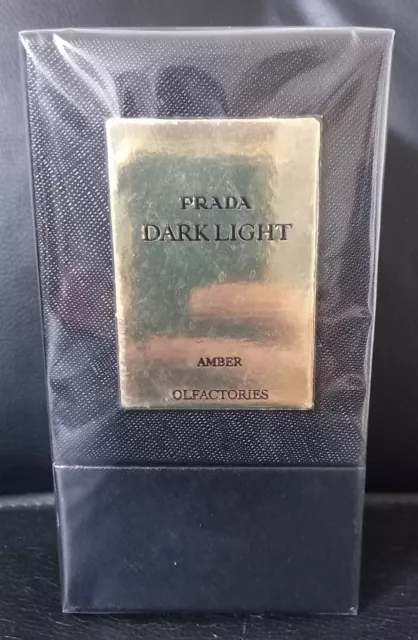 PRADA
DARK LIGHT
AMBER
OLFACTORIES